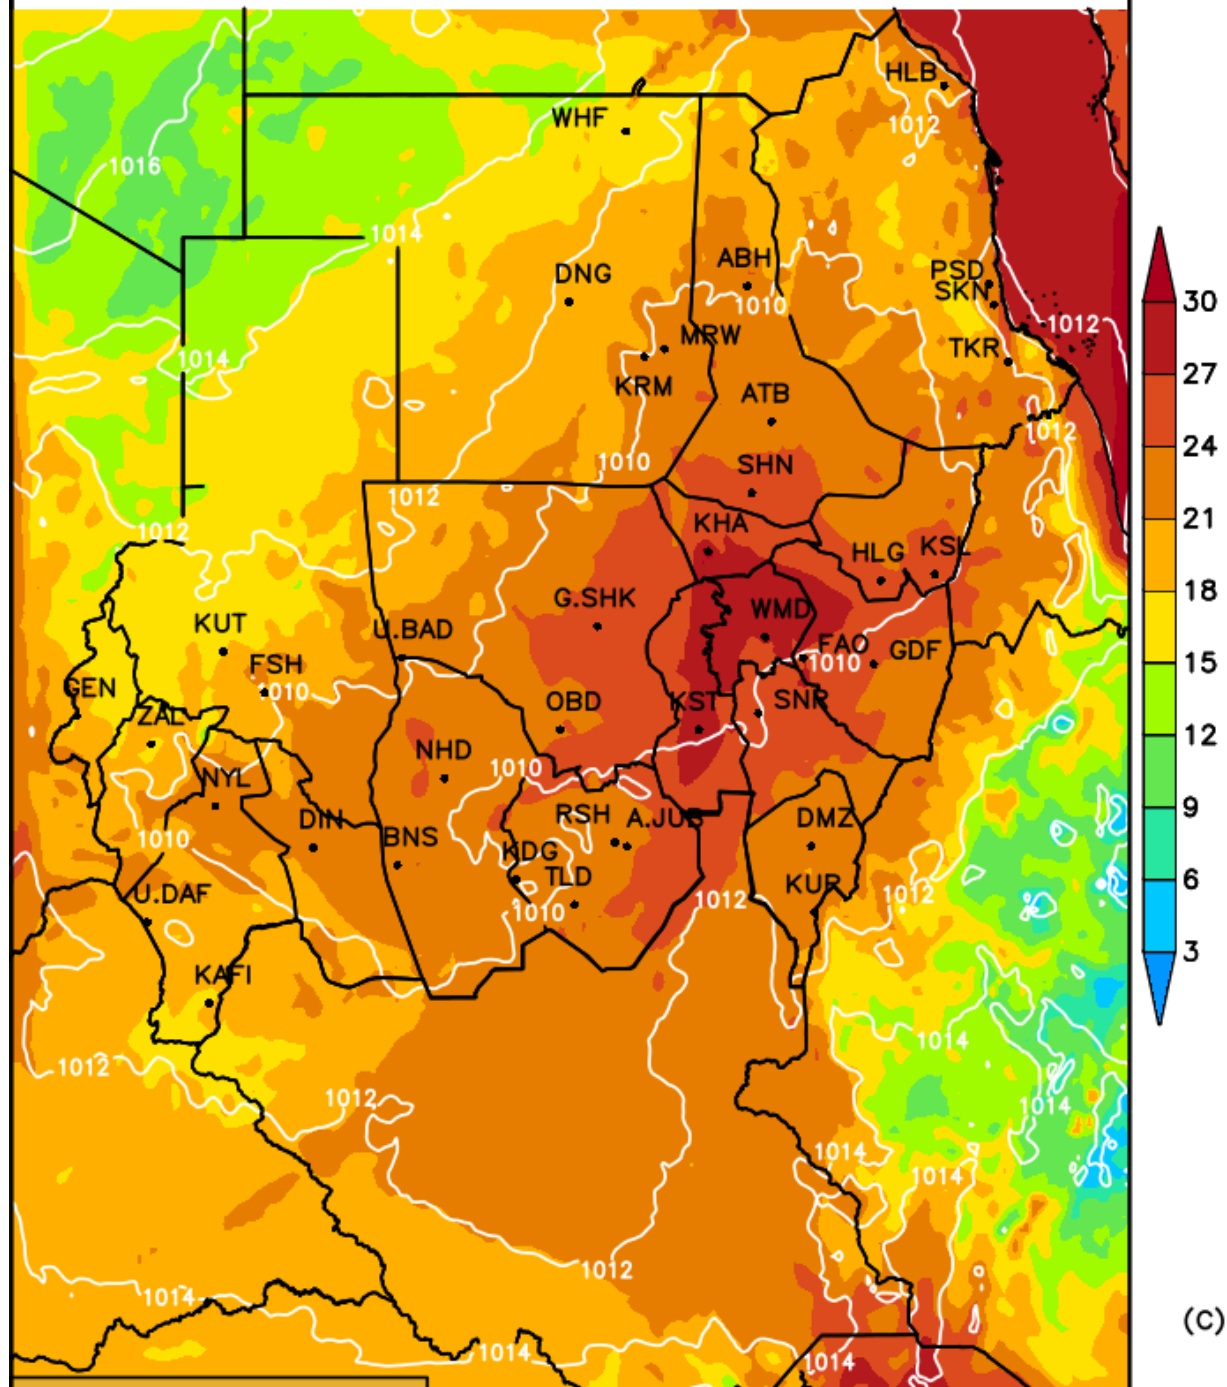 HLB
WHF
1012
1016
1014
ABH
DNG
PSD
SKN
1010
1012
MRW
TKR
1014
KRM
ATB
1012
1010
SHN
1012
KHA
1012
HLG
KSL
G.SHK
WMD
KUT
U.BAD
FAO
GDF
FSH
1010
1010
GEN
OBD
KST
SNR
ZAL
NHD
1010
NYL
RSH
A.JUB
DMZ
DIN
BNS
1010
KDG
TLD
KUR
U.DAF
1012
1012
1010
KAFI
1014
1012
1012
1014
1014
1014
1012
1014
1014
1014
30
27
24
21
18
15
12
9
6
3
(C)